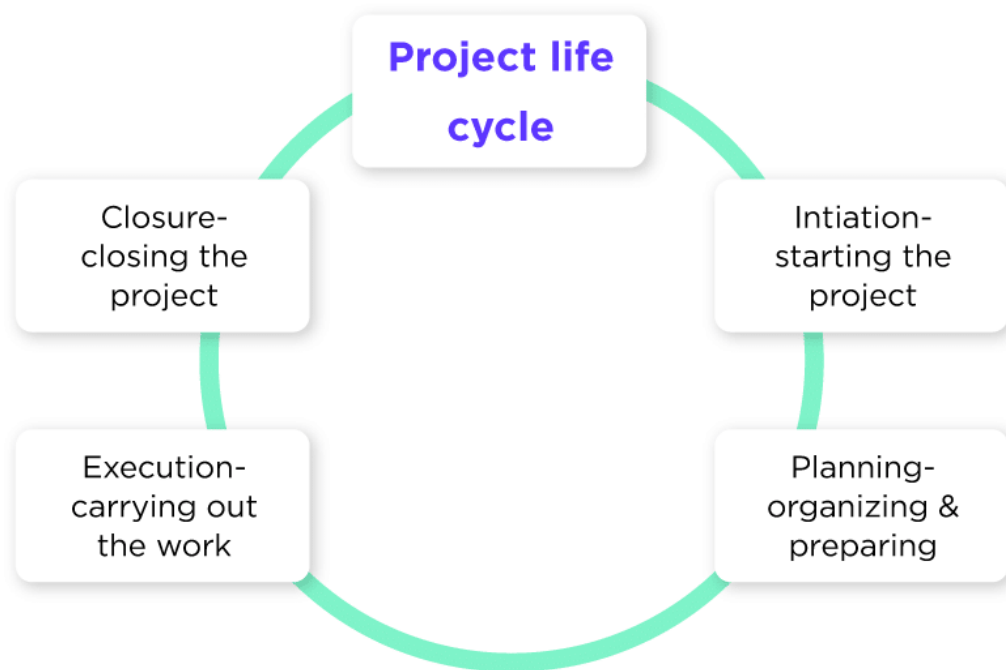 Project life
cycle
Closure-
closing the
project
Intiation-
starting the
project
Execution-
carrying out
the work
Planning-
organizing &
preparing